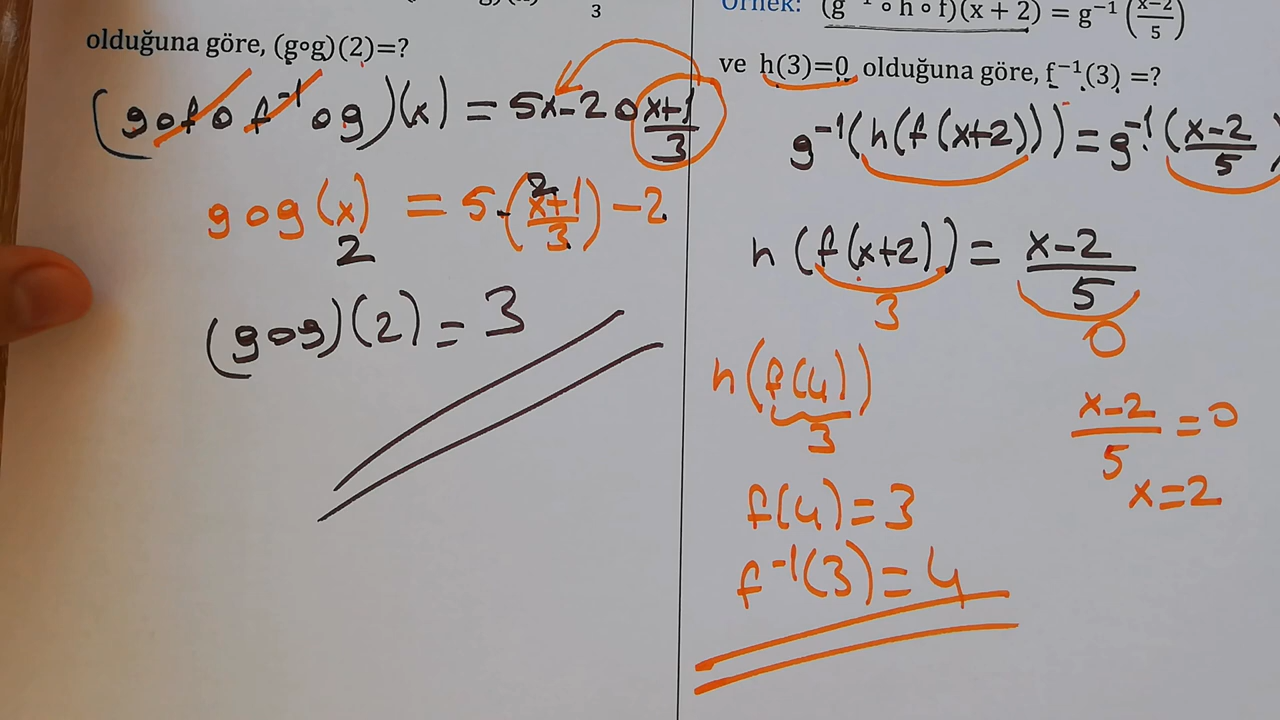 3
olduğuna göre, (g∘g)(2)=?
(g∘f∘f⁻¹∘g)(x) = 5x-2∘(x+1)/3
g∘g(x) = 5·((x+1)/3)-2
2
2
(g∘g)(2)=3
Örnek: (g⁻¹∘h∘f)(x + 2) = g⁻¹((x−2)/5)
ve h(3)=0 olduğuna göre, f⁻¹(3) =?
g⁻¹(h(f(x+2))) = g⁻¹((x-2)/5)
h(f(x+2)) = (x-2)/5
3
0
h(f(4))
3
(x-2)/5 = 0
x=2
f(4)=3
f⁻¹(3)=4